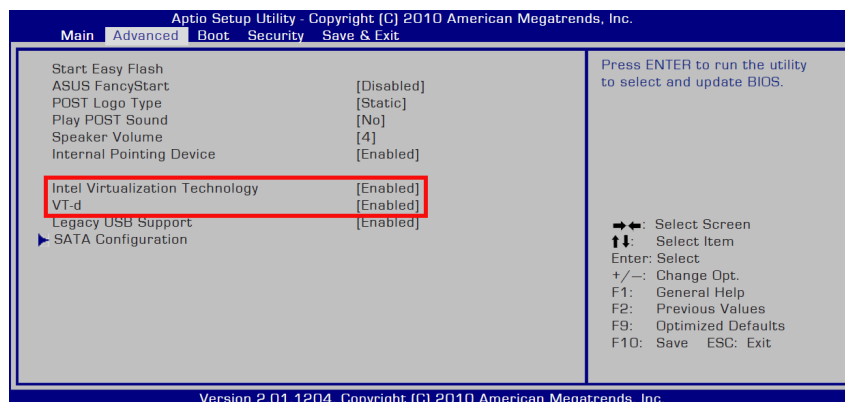 Aptio Setup Utility - Copyright (C) 2010 American Megatrends, Inc.
Main Advanced Boot Security Save & Exit
Start Easy Flash
ASUS FancyStart [Disabled]
POST Logo Type [Static]
Play POST Sound [No]
Speaker Volume [4]
Internal Pointing Device [Enabled]
Intel Virtualization Technology [Enabled]
VT-d [Enabled]
Legacy USB Support [Enabled]
SATA Configuration
Press ENTER to run the utility
to select and update BIOS.
➡⬅: Select Screen
⬆⬇: Select Item
Enter: Select
+/—: Change Opt.
F1: General Help
F2: Previous Values
F9: Optimized Defaults
F10: Save ESC: Exit
Version 2.01.1204. Copyright (C) 2010 American Megatrends, Inc.